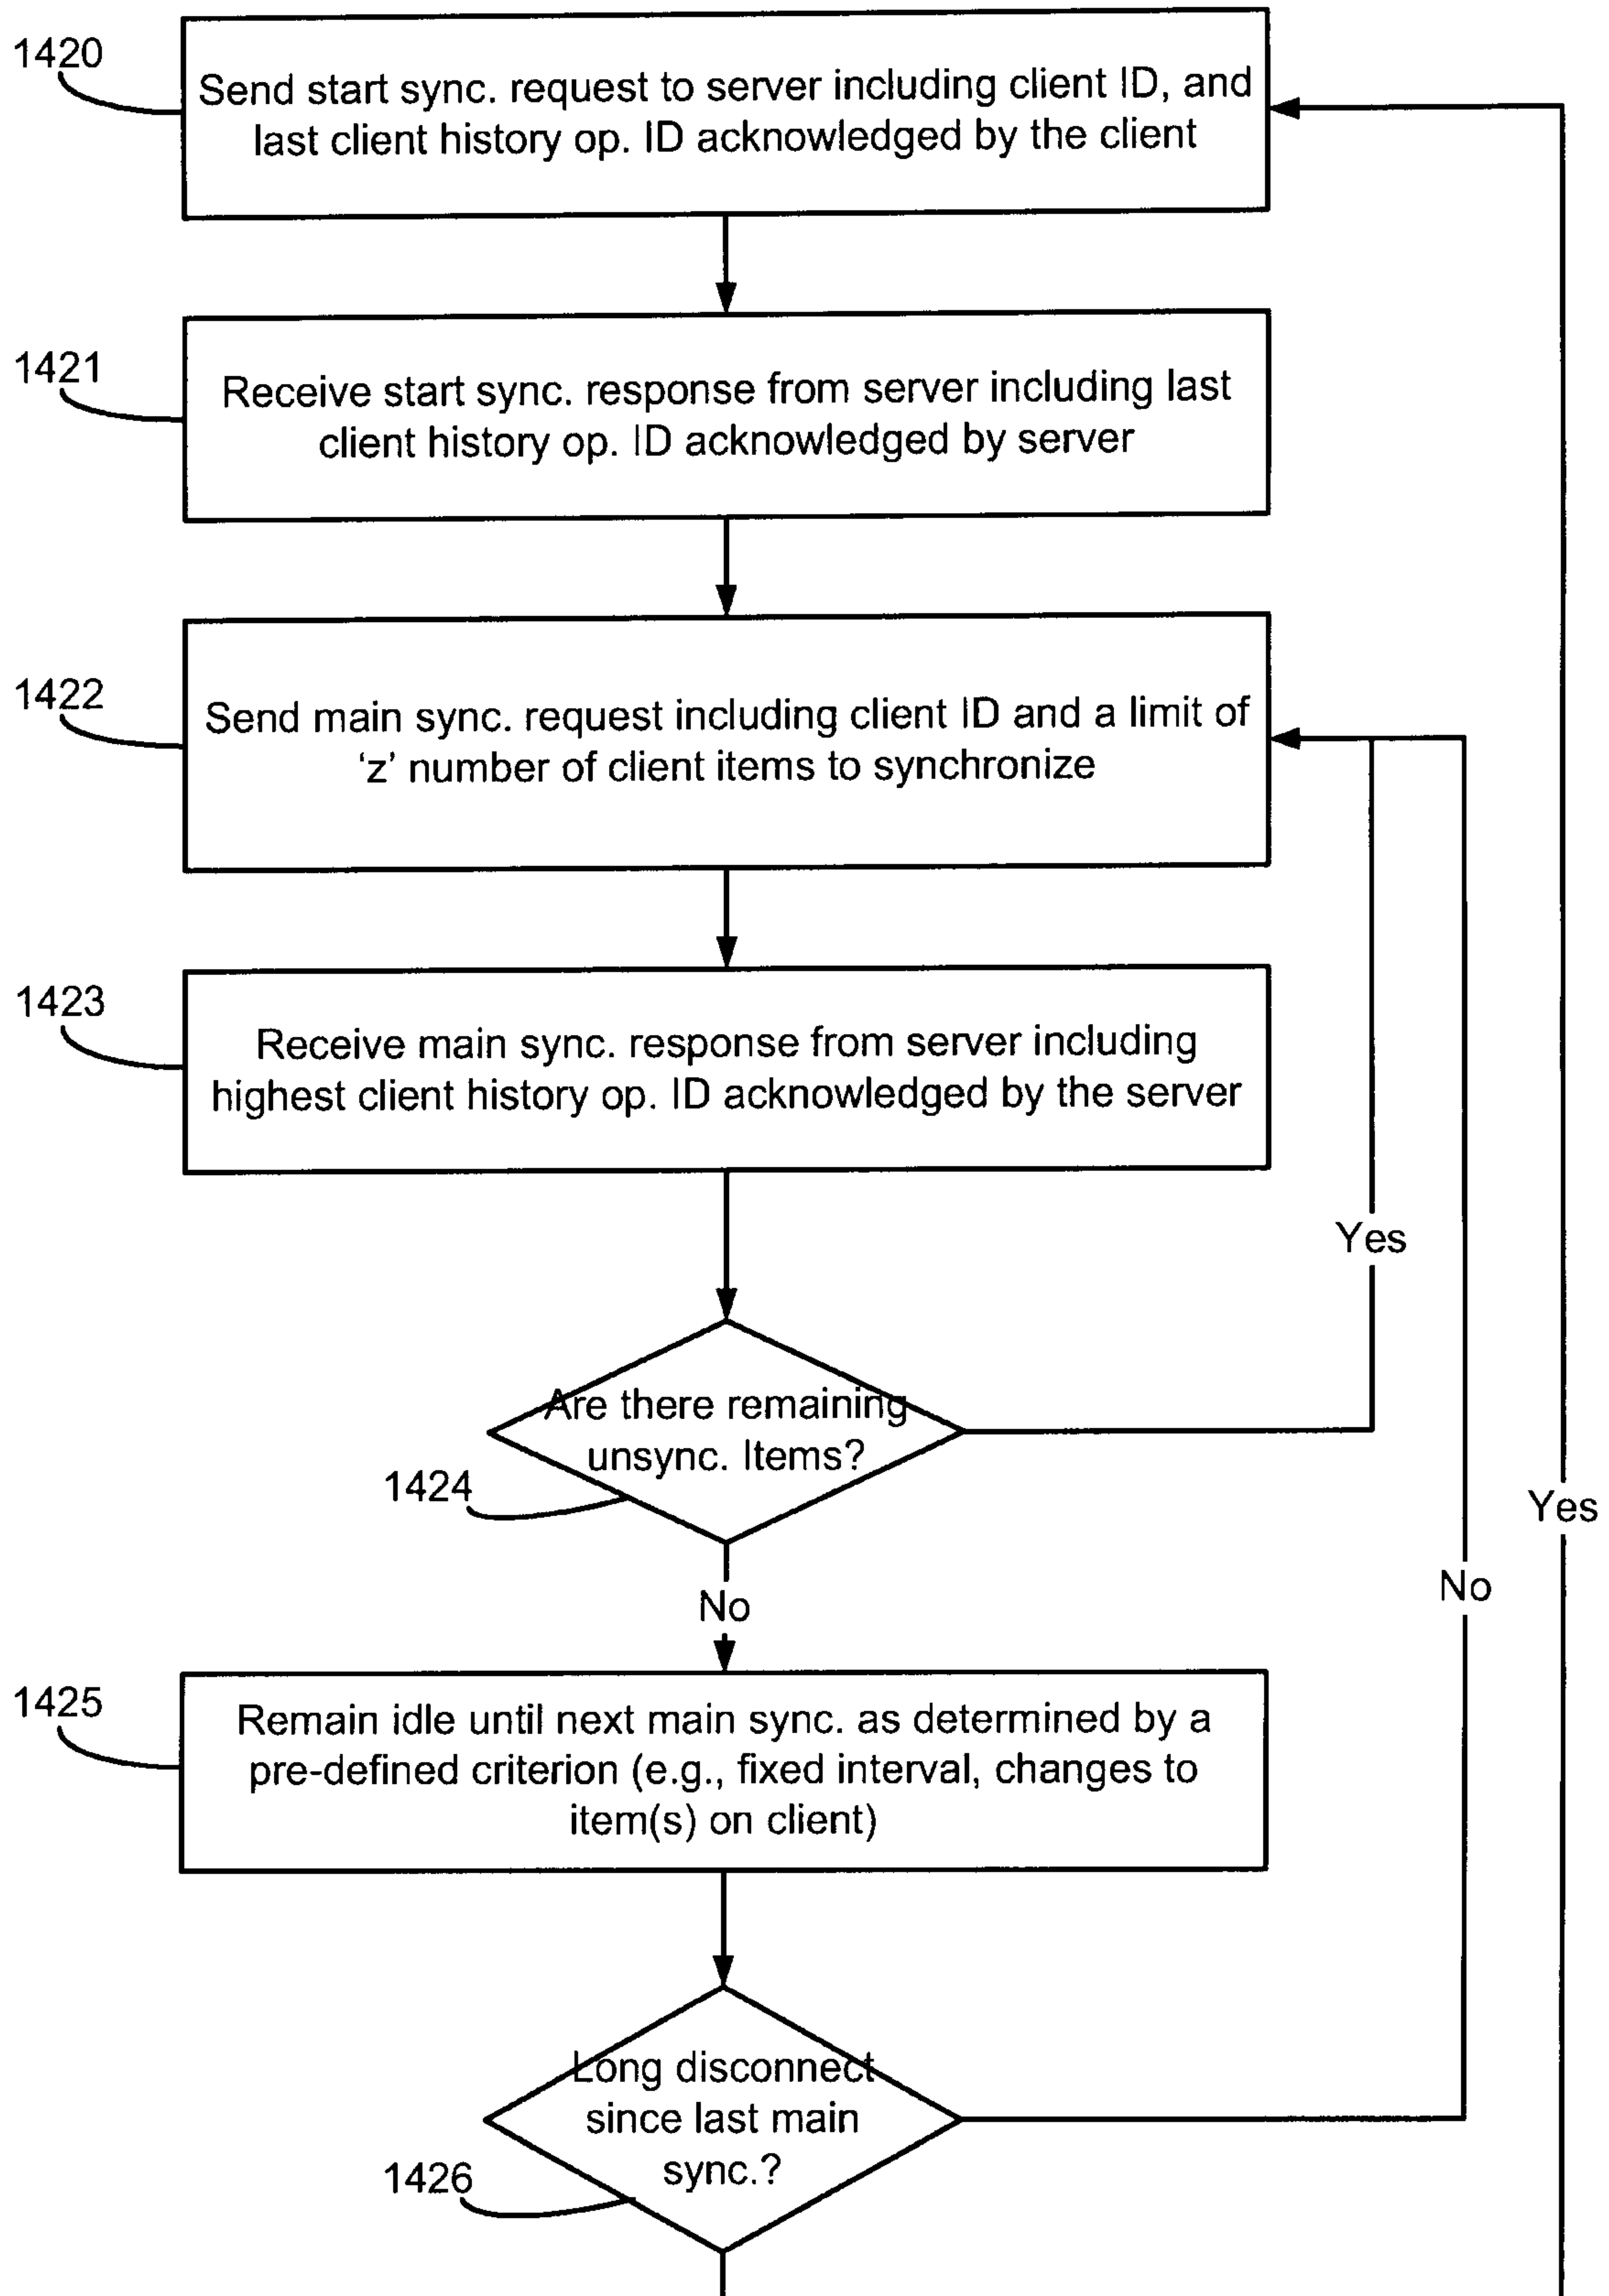 1420
Send start sync. request to server including client ID, and
last client history op. ID acknowledged by the client
1421
Receive start sync. response from server including last
client history op. ID acknowledged by server
1422
Send main sync. request including client ID and a limit of
‘z’ number of client items to synchronize
1423
Receive main sync. response from server including
highest client history op. ID acknowledged by the server
Yes
Are there remaining
unsync. Items?
1424
Yes
No
No
1425
Remain idle until next main sync. as determined by a
pre-defined criterion (e.g., fixed interval, changes to
item(s) on client)
Long disconnect
since last main
sync.?
1426